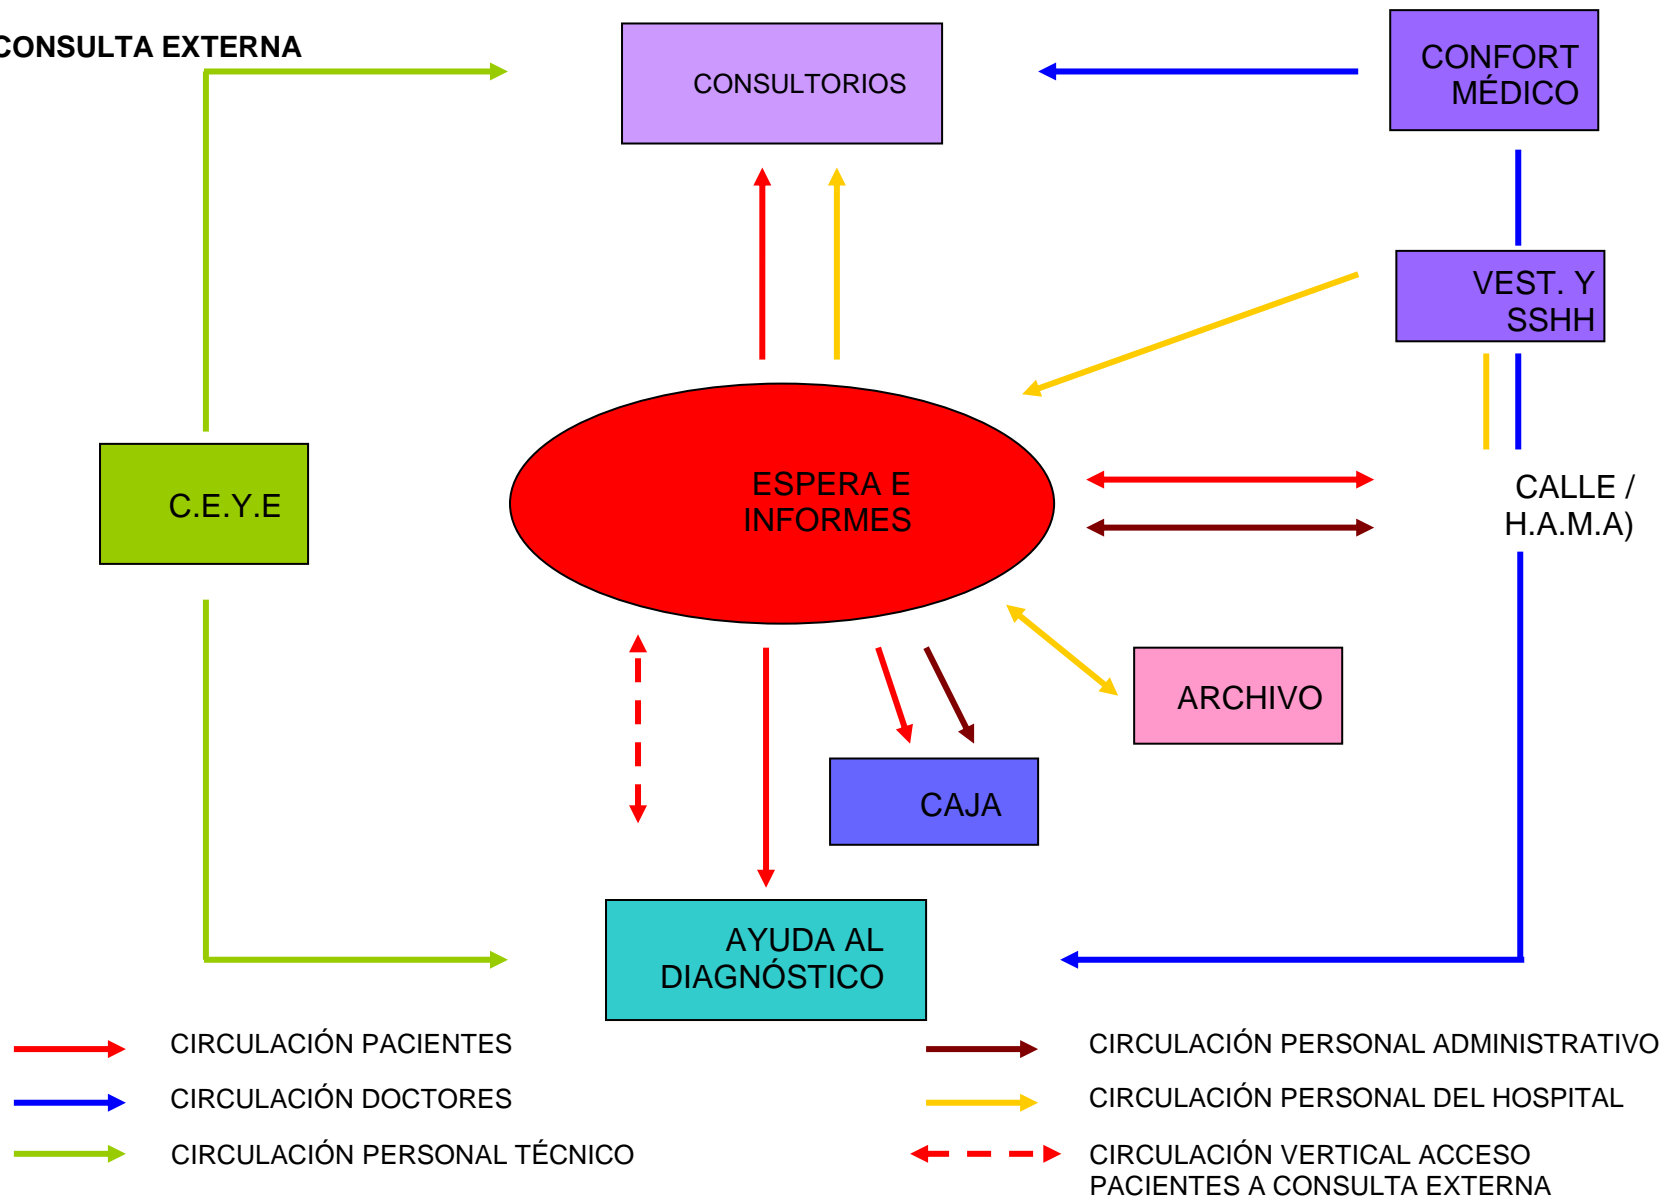 CONSULTA EXTERNA
CONSULTORIOS
CONFORT
MÉDICO
VEST. Y
SSHH
C.E.Y.E
ESPERA E
INFORMES
CALLE /
H.A.M.A)
ARCHIVO
CAJA
AYUDA AL
DIAGNÓSTICO
CIRCULACIÓN PACIENTES
CIRCULACIÓN DOCTORES
CIRCULACIÓN PERSONAL TÉCNICO
CIRCULACIÓN PERSONAL ADMINISTRATIVO
CIRCULACIÓN PERSONAL DEL HOSPITAL
CIRCULACIÓN VERTICAL ACCESO
PACIENTES A CONSULTA EXTERNA